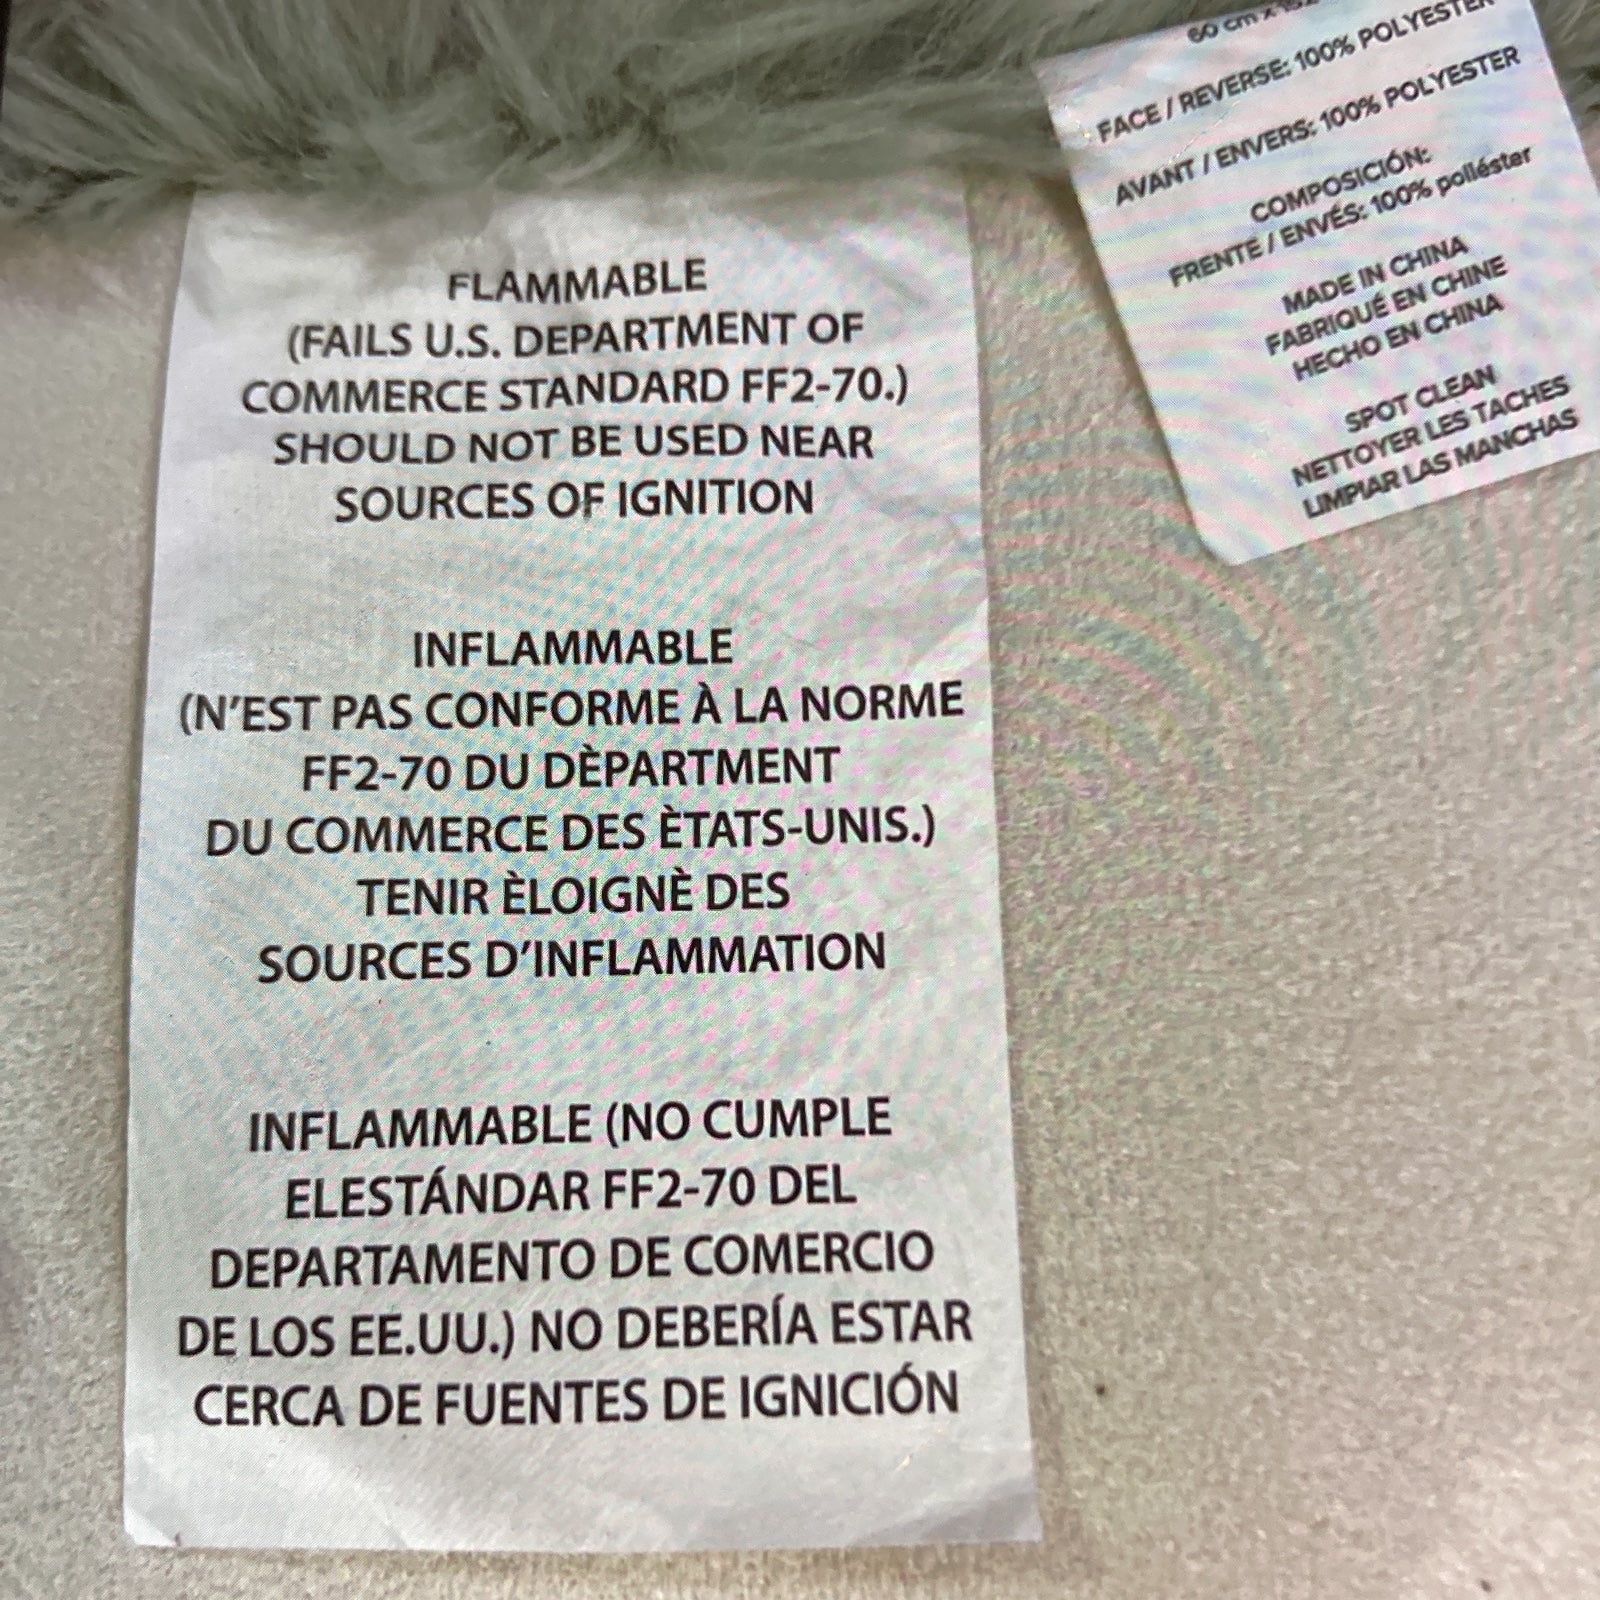 FLAMMABLE
(FAILS U.S. DEPARTMENT OF
COMMERCE STANDARD FF2-70.)
SHOULD NOT BE USED NEAR
SOURCES OF IGNITION
INFLAMMABLE
(N'EST PAS CONFORME À LA NORME
FF2-70 DU DÈPARTMENT
DU COMMERCE DES ÈTATS-UNIS.)
TENIR ÈLOIGNÈ DES
SOURCES D'INFLAMMATION
INFLAMMABLE (NO CUMPLE
ELESTÁNDAR FF2-70 DEL
DEPARTAMENTO DE COMERCIO
DE LOS EE.UU.) NO DEBERÍA ESTAR
CERCA DE FUENTES DE IGNICIÓN
60 cm x
FACE / REVERSE: 100% POLYESTER
AVANT / ENVERS: 100% POLYESTER
COMPOSICIÓN:
FRENTE / ENVÉS: 100% poliéster
MADE IN CHINA
FABRIQUÉ EN CHINE
HECHO EN CHINA
SPOT CLEAN
NETTOYER LES TACHES
LIMPIAR LAS MANCHAS